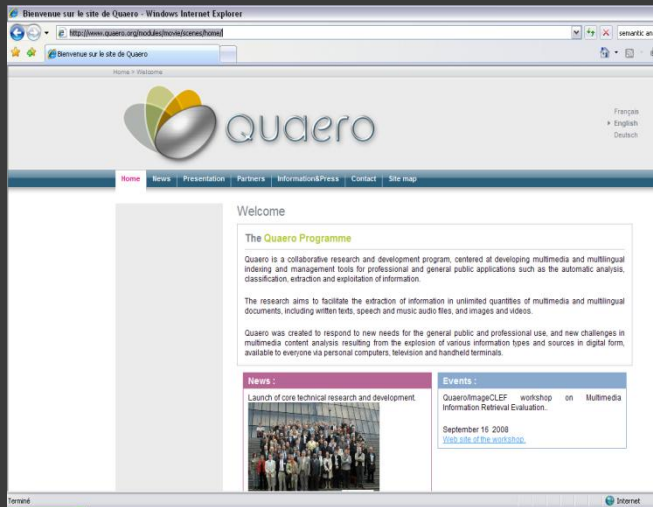 Bienvenue sur le site de Quaero - Windows Internet Explorer
http://www.quaero.org/modules/movie/scenes/home/
semantic an
Bienvenue sur le site de Quaero
Home > Welcome
Quaero
Français
English
Deutsch
Home News Presentation Partners Information&Press Contact Site map
Welcome
The Quaero Programme
Quaero is a collaborative research and development program, centered at developing multimedia and multilingual
indexing and management tools for professional and general public applications such as the automatic analysis,
classification, extraction and exploitation of information.
The research aims to facilitate the extraction of information in unlimited quantities of multimedia and multilingual
documents, including written texts, speech and music audio files, and images and videos.
Quaero was created to respond to new needs for the general public and professional use, and new challenges in
multimedia content analysis resulting from the explosion of various information types and sources in digital form,
available to everyone via personal computers, television and handheld terminals.
News :
Launch of core technical research and development.
Events :
Quaero/ImageCLEF workshop on Multimedia
Information Retrieval Evaluation.
September 16 2008
Web site of the workshop.
Terminé
Internet